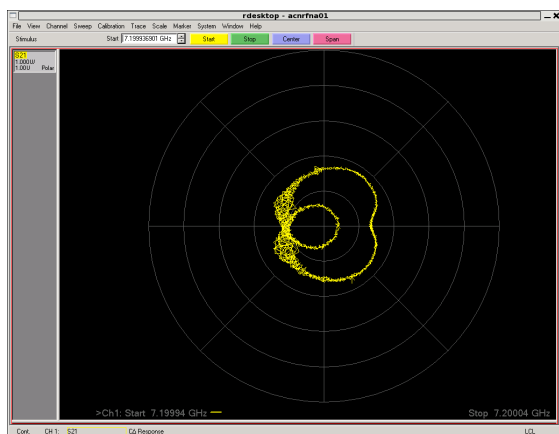 rdesktop - acnrfna01
File View Channel Sweep Calibration Trace Scale Marker System Window Help
Stimulus Start 7.199936901 GHz Start Stop Center Span
S21
1.000U/
1.00U Polar
>Ch1: Start 7.19994 GHz Stop 7.20004 GHz
Cont. CH 1: S21 CΔ Response LCL